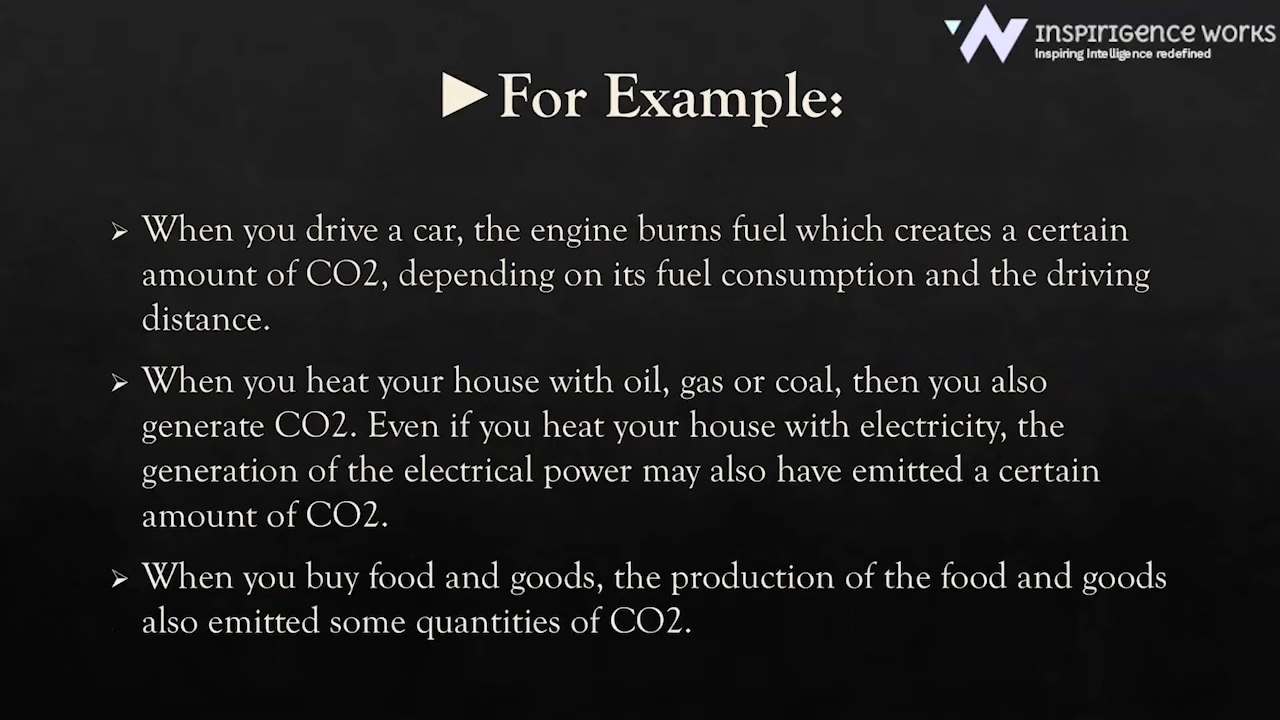 INSPIRIGENCE WORKS
Inspiring Intelligence redefined
►For Example:
➢ When you drive a car, the engine burns fuel which creates a certain
amount of CO2, depending on its fuel consumption and the driving
distance.
➢ When you heat your house with oil, gas or coal, then you also
generate CO2. Even if you heat your house with electricity, the
generation of the electrical power may also have emitted a certain
amount of CO2.
➢ When you buy food and goods, the production of the food and goods
also emitted some quantities of CO2.